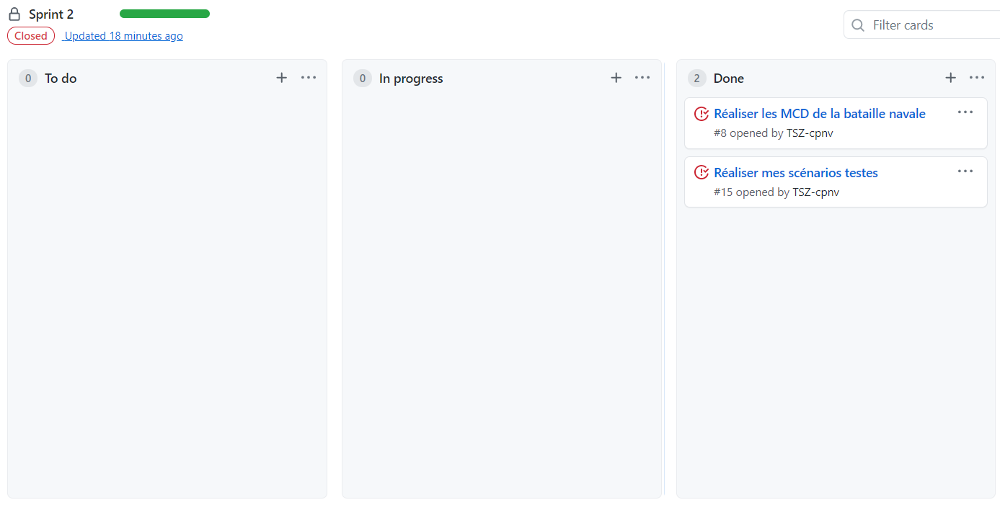 Sprint 2
Closed Updated 18 minutes ago
Filter cards
0 To do
0 In progress
2 Done
Réaliser les MCD de la bataille navale
#8 opened by TSZ-cpnv
Réaliser mes scénarios testes
#15 opened by TSZ-cpnv